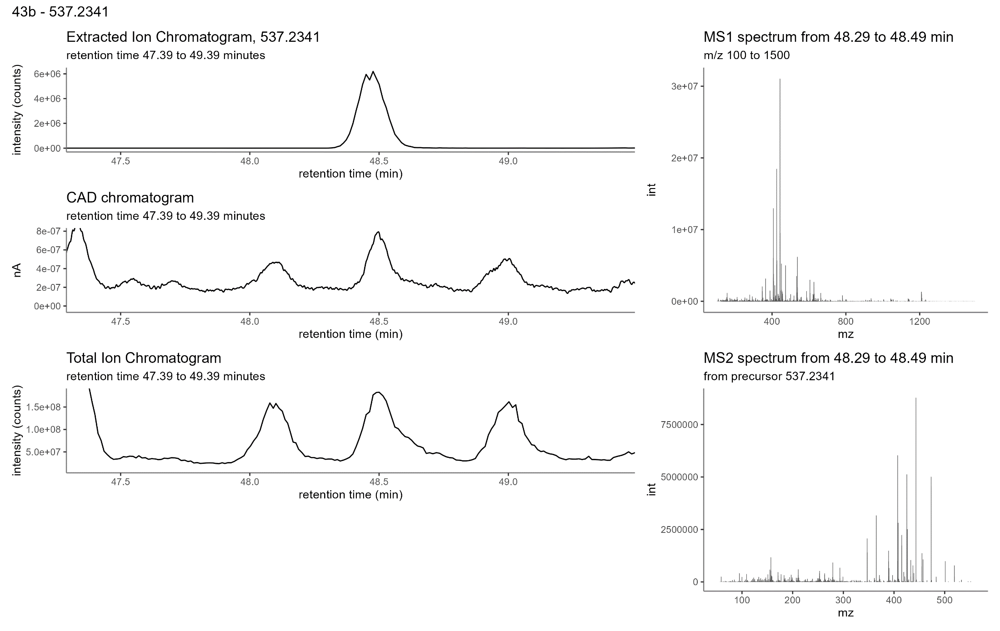 43b - 537.2341
Extracted Ion Chromatogram, 537.2341
retention time 47.39 to 49.39 minutes
intensity (counts)
6e+06
4e+06
2e+06
0e+00
47.5 48.0 48.5 49.0
retention time (min)
CAD chromatogram
retention time 47.39 to 49.39 minutes
nA
8e-07
6e-07
4e-07
2e-07
0e+00
47.5 48.0 48.5 49.0
retention time (min)
Total Ion Chromatogram
retention time 47.39 to 49.39 minutes
intensity (counts)
1.5e+08
1.0e+08
5.0e+07
47.5 48.0 48.5 49.0
retention time (min)
MS1 spectrum from 48.29 to 48.49 min
m/z 100 to 1500
int
3e+07
2e+07
1e+07
0e+00
400 800 1200
mz
MS2 spectrum from 48.29 to 48.49 min
from precursor 537.2341
int
7500000
5000000
2500000
0
100 200 300 400 500
mz